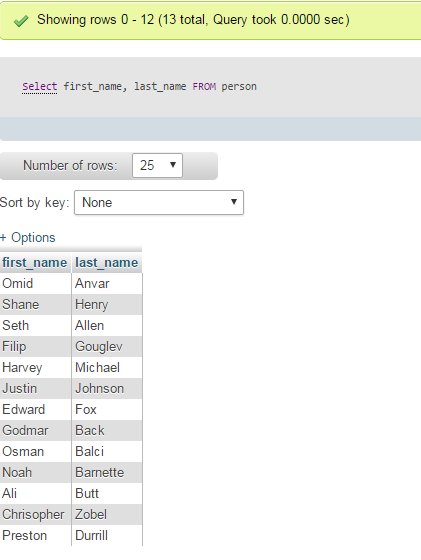 Showing rows 0 - 12 (13 total, Query took 0.0000 sec)
Select first_name, last_name FROM person
Number of rows: 25
Sort by key: None
+ Options
first_name last_name
Omid Anvar
Shane Henry
Seth Allen
Filip Gouglev
Harvey Michael
Justin Johnson
Edward Fox
Godmar Back
Osman Balci
Noah Barnette
Ali Butt
Chrisopher Zobel
Preston Durrill